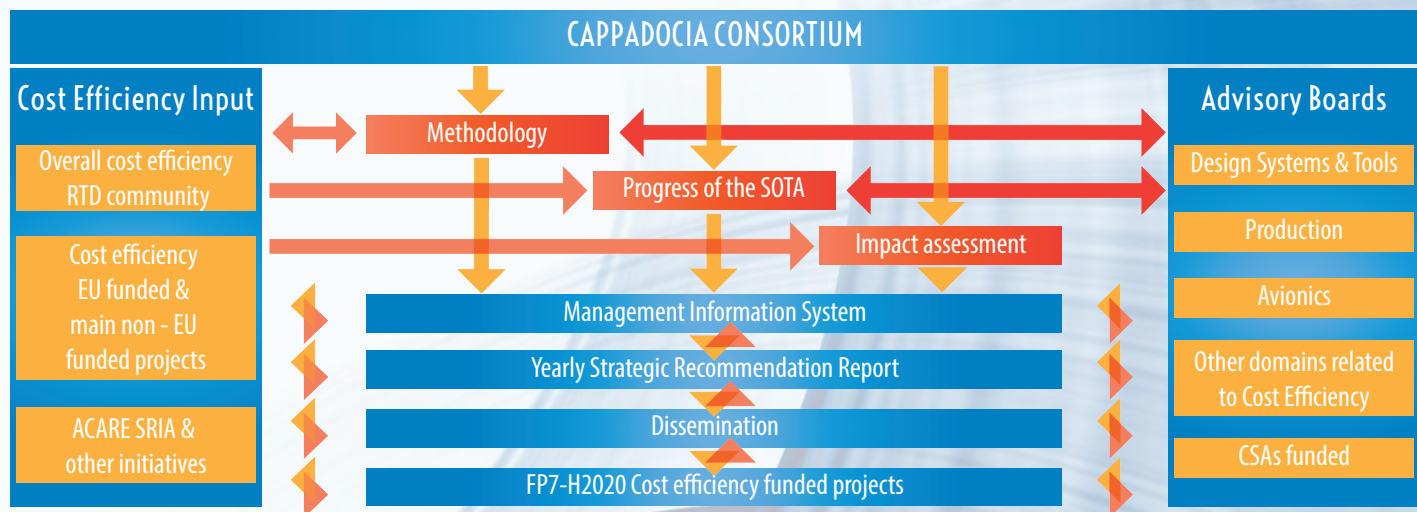 CAPPADOCIA CONSORTIUM
Cost Efficiency Input
Overall cost efficiency
RTD community
Cost efficiency
EU funded &
main non - EU
funded projects
ACARE SRIA &
other initiatives
Methodology
Progress of the SOTA
Impact assessment
Management Information System
Yearly Strategic Recommendation Report
Dissemination
FP7-H2020 Cost efficiency funded projects
Advisory Boards
Design Systems & Tools
Production
Avionics
Other domains related
to Cost Efficiency
CSAs funded